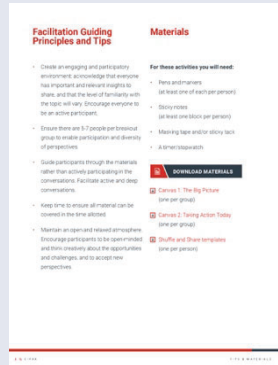 Facilitation Guiding
Principles and Tips
Create an engaging and participatory
environment; acknowledge that everyone
has important and relevant insights to
share, and that the level of familiarity with
the topic will vary. Encourage everyone to
be an active participant.
Ensure there are 5-7 people per breakout
group to enable participation and diversity
of perspectives.
Guide participants through the materials
rather than actively participating in the
conversations. Facilitate active and deep
conversations.
Keep time to ensure all material can be
covered in the time allotted.
Maintain an open and relaxed atmosphere.
Encourage participants to be open-minded
and think creatively about the opportunities
and challenges, and to accept new
perspectives.
Materials
For these activities you will need:
Pens and markers
(at least one of each per person)
Sticky notes
(at least one block per person)
Masking tape and/or sticky tack
A timer/stopwatch
DOWNLOAD MATERIALS
Canvas 1: The Big Picture
(one per group)
Canvas 2: Taking Action Today
(one per group)
Shuffle and Share templates
(one per person)